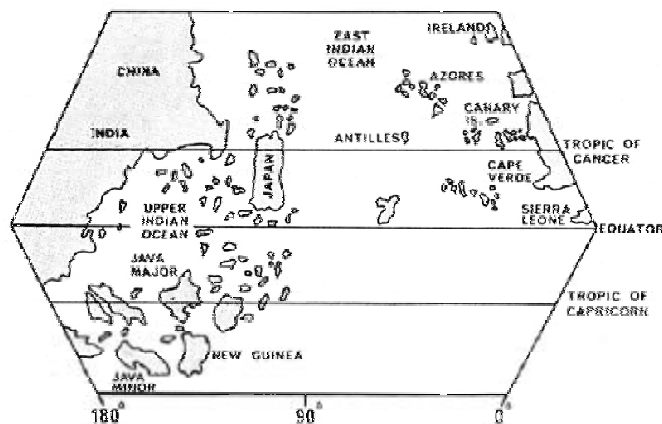 IRELAND
EAST
INDIAN
OCEAN
CHINA
AZORES
CANARY
IS.
INDIA
ANTILLES
TROPIC OF
CANCER
JAPAN
CAPE
VERDE
UPPER
INDIAN
OCEAN
SIERRA
LEONE
EQUATOR
JAVA
MAJOR
TROPIC OF
CAPRICORN
NEW GUINEA
JAVA
MINOR
180° 90° 0°